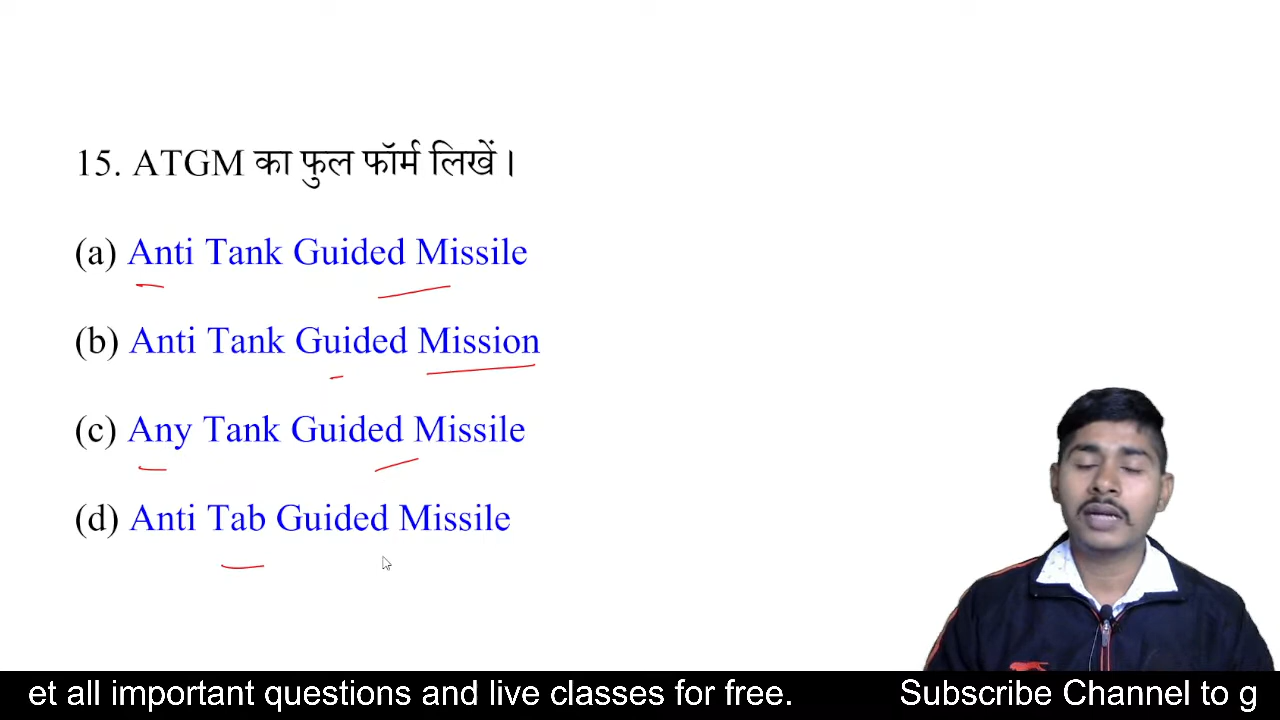 15. ATGM का फुल फॉर्म लिखें।
(a) Anti Tank Guided Missile
(b) Anti Tank Guided Mission
(c) Any Tank Guided Missile
(d) Anti Tab Guided Missile
et all important questions and live classes for free. Subscribe Channel to g